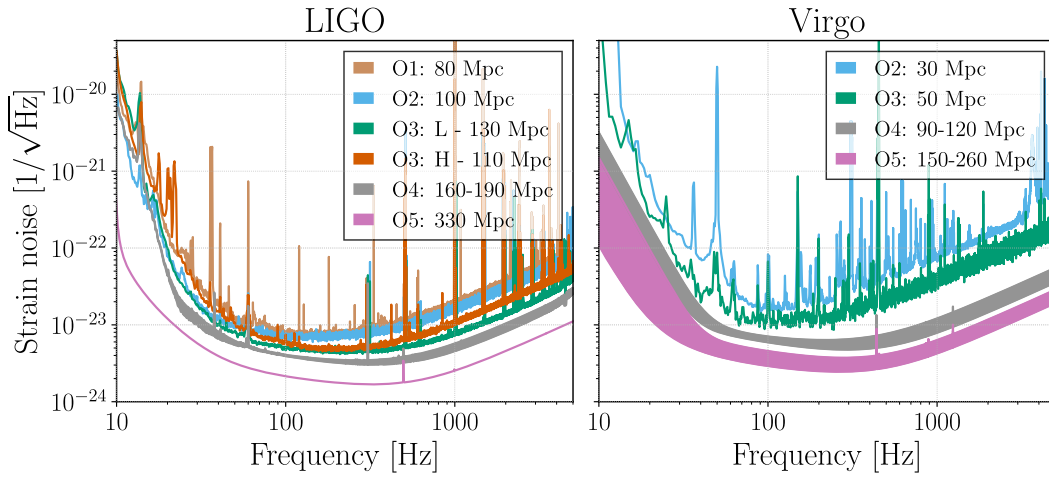 LIGO
Strain noise [1/√Hz]
10⁻²⁰
10⁻²¹
10⁻²²
10⁻²³
10⁻²⁴
O1: 80 Mpc
O2: 100 Mpc
O3: L - 130 Mpc
O3: H - 110 Mpc
O4: 160-190 Mpc
O5: 330 Mpc
10 100 1000
Frequency [Hz]
Virgo
O2: 30 Mpc
O3: 50 Mpc
O4: 90-120 Mpc
O5: 150-260 Mpc
10 100 1000
Frequency [Hz]